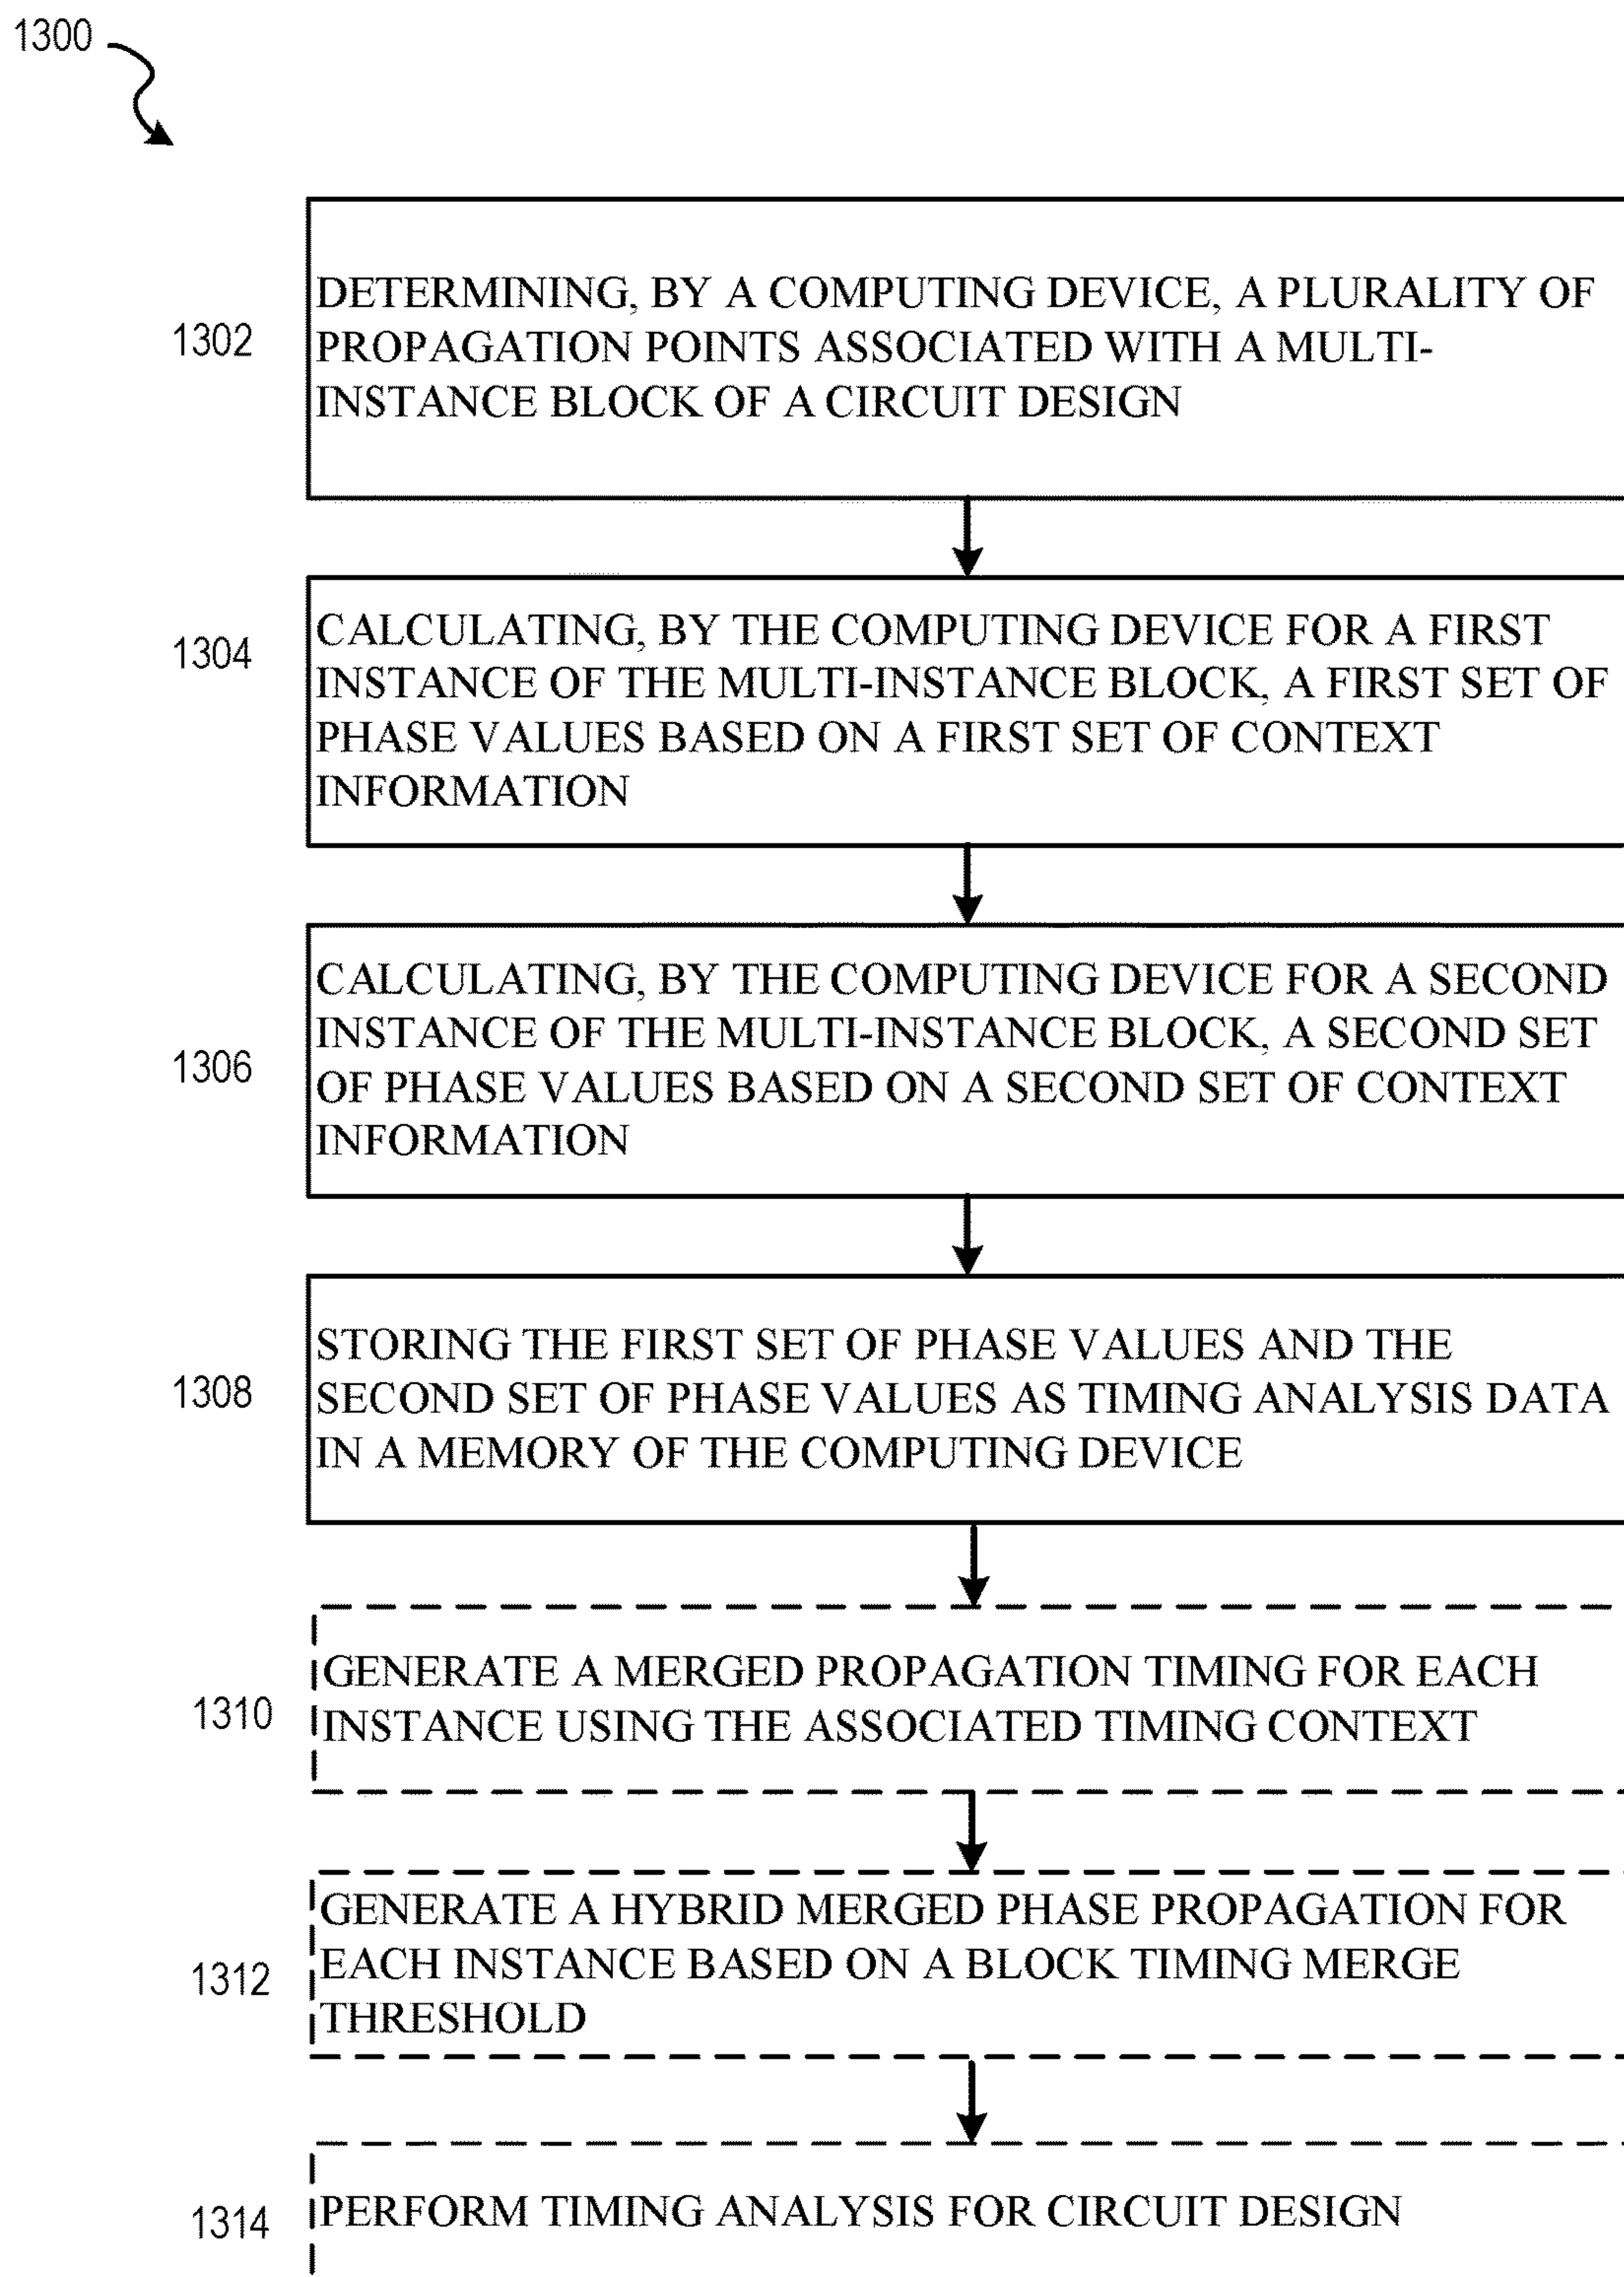 1300
1302
DETERMINING, BY A COMPUTING DEVICE, A PLURALITY OF
PROPAGATION POINTS ASSOCIATED WITH A MULTI-
INSTANCE BLOCK OF A CIRCUIT DESIGN
1304
CALCULATING, BY THE COMPUTING DEVICE FOR A FIRST
INSTANCE OF THE MULTI-INSTANCE BLOCK, A FIRST SET OF
PHASE VALUES BASED ON A FIRST SET OF CONTEXT
INFORMATION
1306
CALCULATING, BY THE COMPUTING DEVICE FOR A SECOND
INSTANCE OF THE MULTI-INSTANCE BLOCK, A SECOND SET
OF PHASE VALUES BASED ON A SECOND SET OF CONTEXT
INFORMATION
1308
STORING THE FIRST SET OF PHASE VALUES AND THE
SECOND SET OF PHASE VALUES AS TIMING ANALYSIS DATA
IN A MEMORY OF THE COMPUTING DEVICE
1310
GENERATE A MERGED PROPAGATION TIMING FOR EACH
INSTANCE USING THE ASSOCIATED TIMING CONTEXT
1312
GENERATE A HYBRID MERGED PHASE PROPAGATION FOR
EACH INSTANCE BASED ON A BLOCK TIMING MERGE
THRESHOLD
1314
PERFORM TIMING ANALYSIS FOR CIRCUIT DESIGN